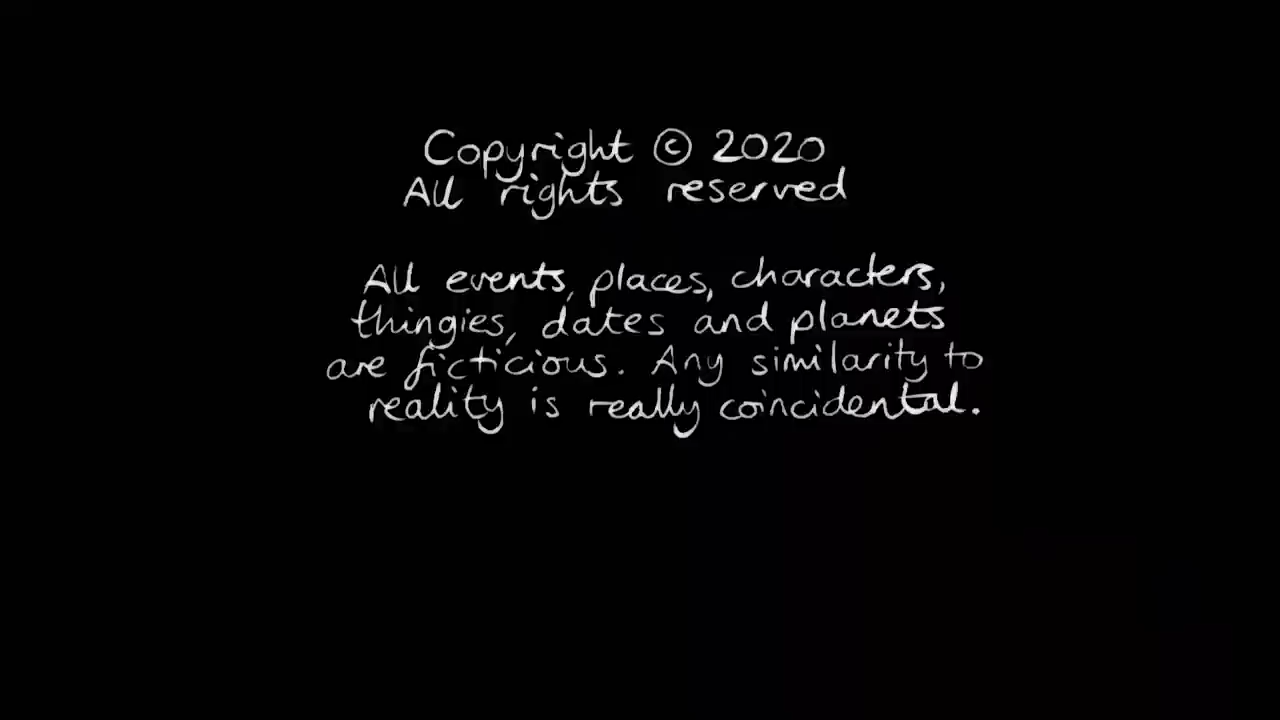 Copyright © 2020
All rights reserved
All events, places, characters,
thingies, dates and planets
are ficticious. Any similarity to
reality is really coincidental.